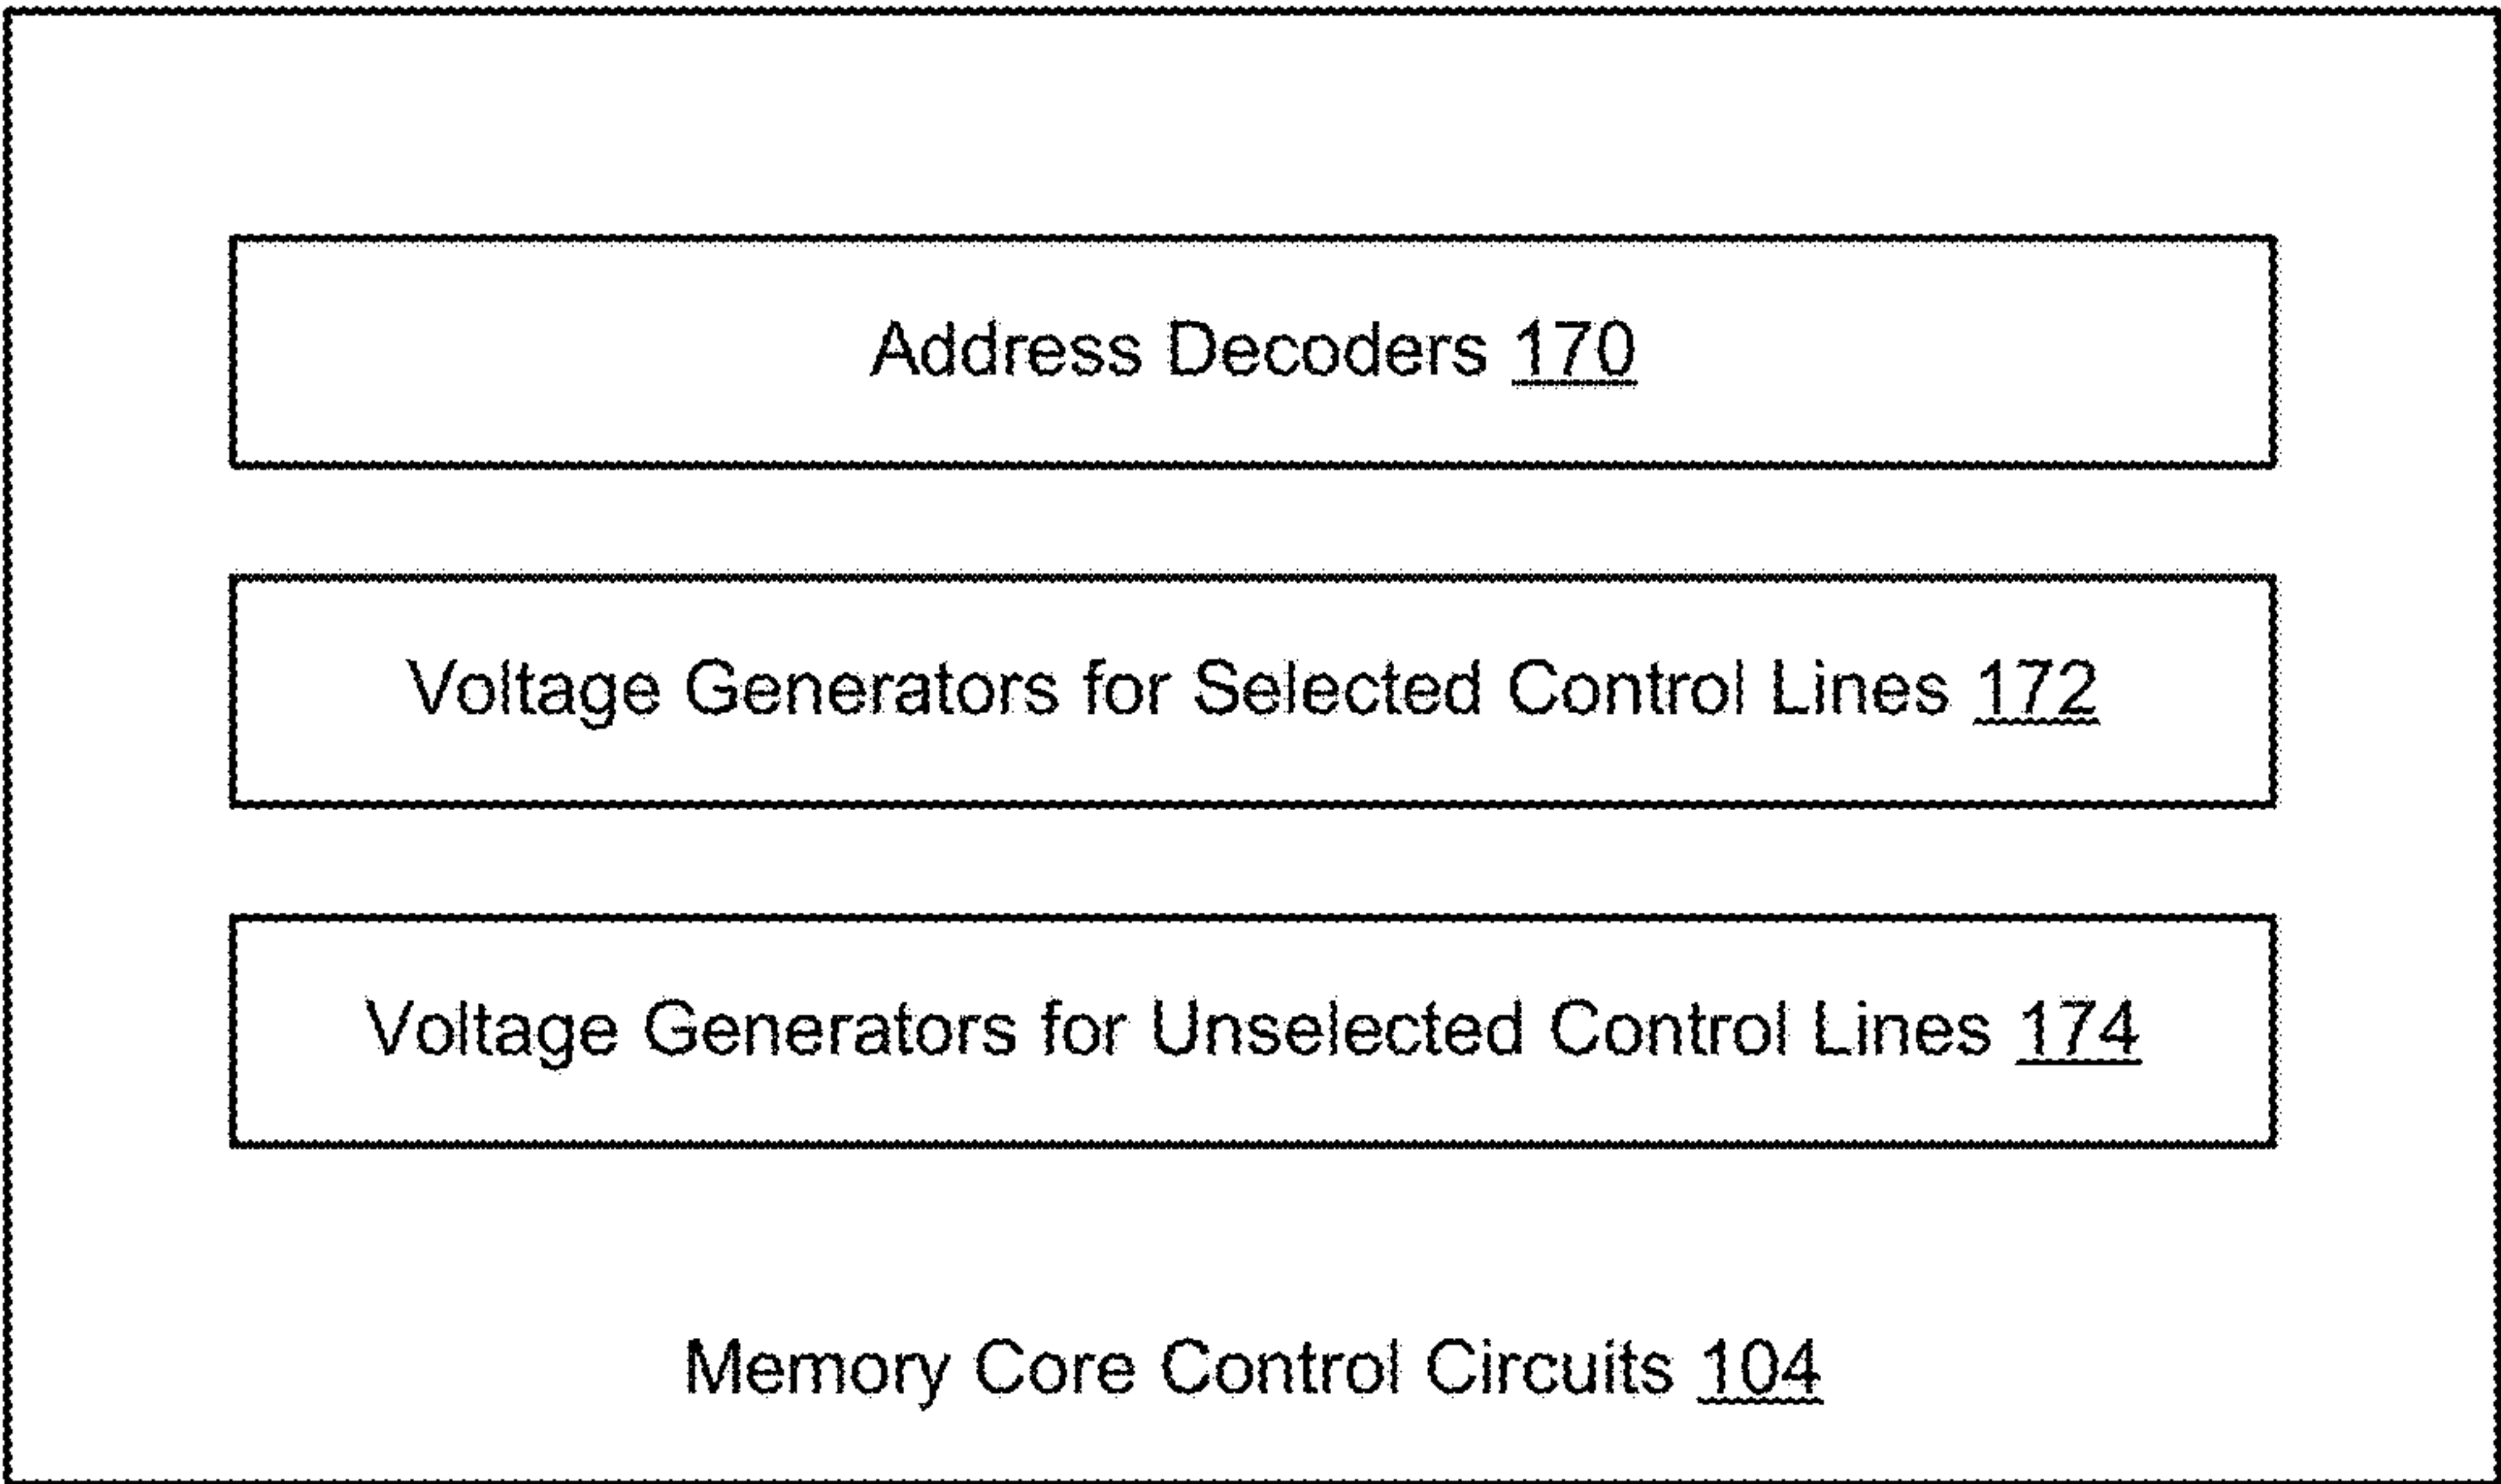 Address Decoders 170
Voltage Generators for Selected Control Lines 172
Voltage Generators for Unselected Control Lines 174
Memory Core Control Circuits 104